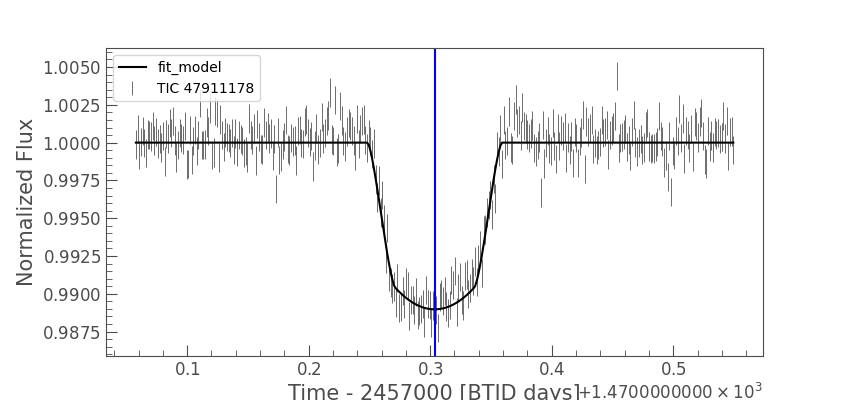 fit_model
TIC 47911178
Normalized Flux
1.0050
1.0025
1.0000
0.9975
0.9950
0.9925
0.9900
0.9875
0.1 0.2 0.3 0.4 0.5
Time - 2457000 [BTJD days]
+1.4700000000 × 10³